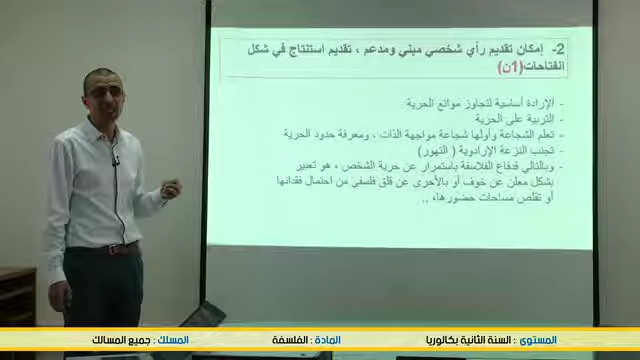 2- إمكان تقديم رأي شخصي مبني ومدعم ، تقديم استنتاج في شكل
انفتاحات(1ن)
- الإرادة أساسية لتجاوز موانع الحرية
- التربية على الحرية
- تعلم الشجاعة وأولها شجاعة مواجهة الذات ، ومعرفة حدود الحرية
- تجنب النزعة الإرادوية ( التهور)
- وبالتالي فدفاع الفلاسفة باستمرار عن حرية الشخص ، هو تعبير
بشكل معلن عن خوف أو بالأحرى عن قلق فلسفي من احتمال فقدانها
أو تقلص مساحات حضورها، ..
المستوى : السنة الثانية بكالوريا المادة : الفلسفة المسلك : جميع المسالك